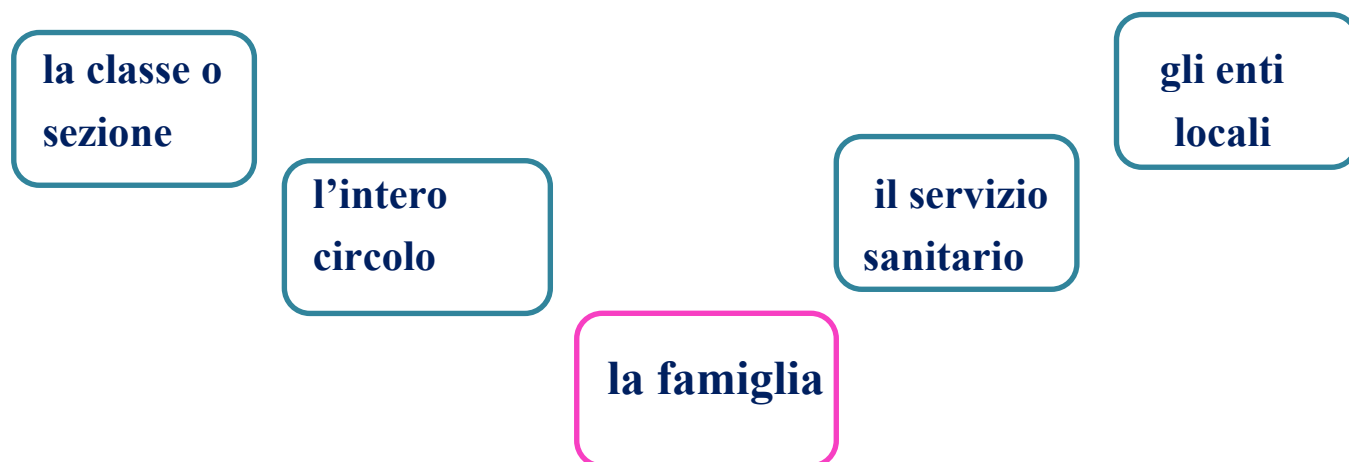 la classe o
sezione
l’intero
circolo
la famiglia
il servizio
sanitario
gli enti
locali